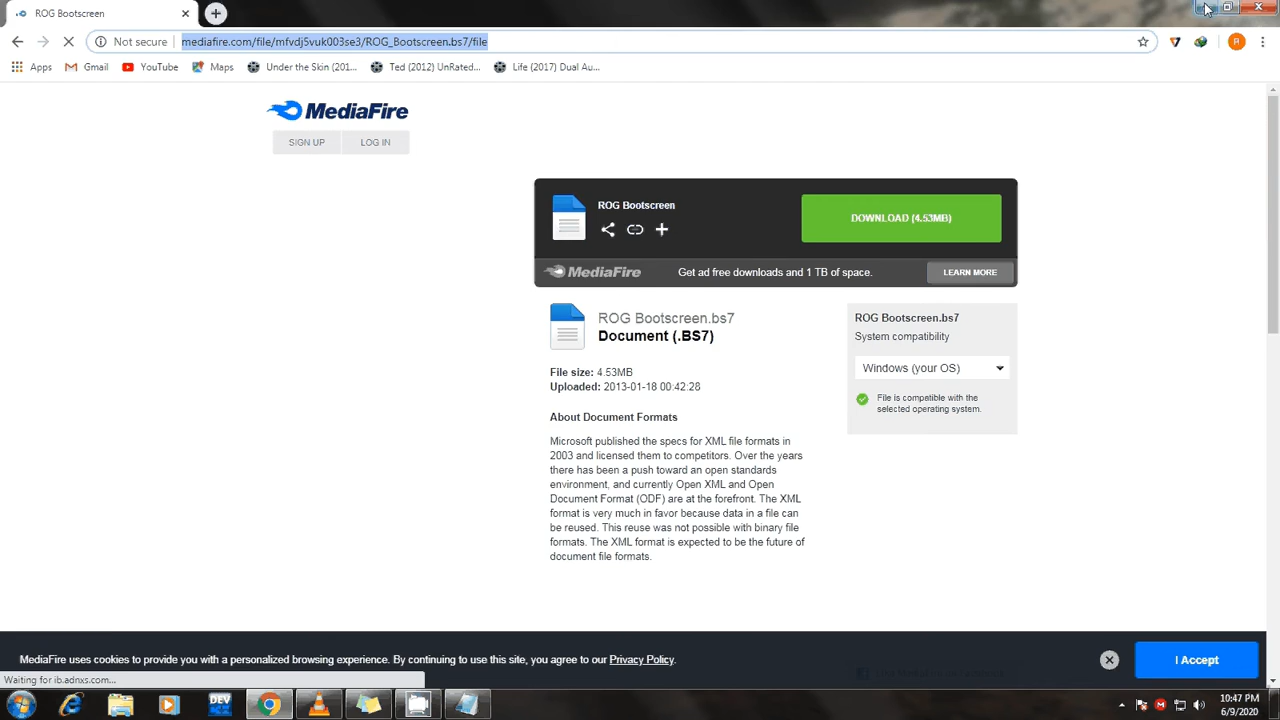 ROG Bootscreen
Not secure
mediafire.com/file/mfvdj5vuk003se3/ROG_Bootscreen.bs7/file
Apps
Gmail
YouTube
Maps
Under the Skin (201...
Ted (2012) UnRated...
Life (2017) Dual Au...
MediaFire
SIGN UP
LOG IN
ROG Bootscreen
DOWNLOAD (4.53MB)
MediaFire
Get ad free downloads and 1 TB of space.
LEARN MORE
ROG Bootscreen.bs7
Document (.BS7)
File size: 4.53MB
Uploaded: 2013-01-18 00:42:28
About Document Formats
Microsoft published the specs for XML file formats in
2003 and licensed them to competitors. Over the years
there has been a push toward an open standards
environment, and currently Open XML and Open
Document Format (ODF) are at the forefront. The XML
format is very much in favor because data in a file can
be reused. This reuse was not possible with binary file
formats. The XML format is expected to be the future of
document file formats.
ROG Bootscreen.bs7
System compatibility
Windows (your OS)
File is compatible with the
selected operating system.
MediaFire uses cookies to provide you with a personalized browsing experience. By continuing to use this site, you agree to our Privacy Policy.
I Accept
Waiting for ib.adnxs.com...
DEV
10:47 PM
6/9/2020